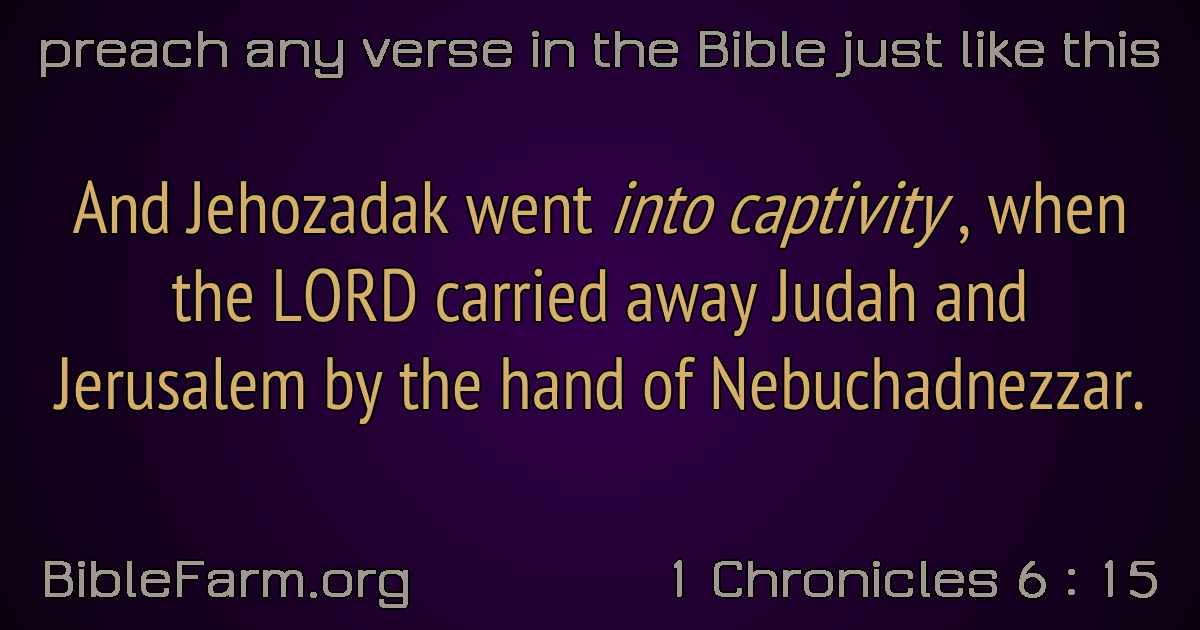 preach any verse in the Bible just like this
And Jehozadak went into captivity , when
the LORD carried away Judah and
Jerusalem by the hand of Nebuchadnezzar.
BibleFarm.org
1 Chronicles 6 : 15